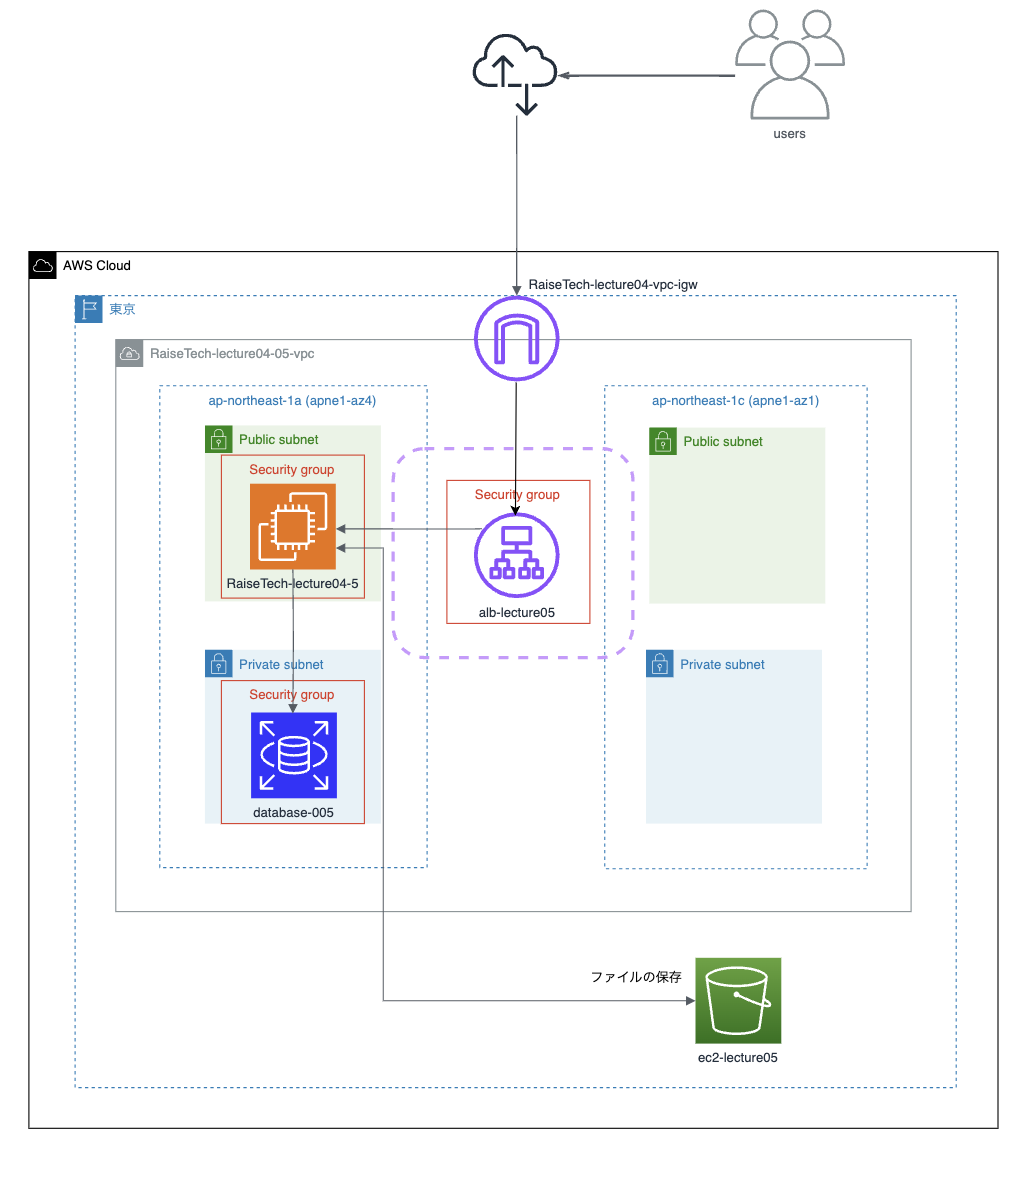 users
AWS Cloud
RaiseTech-lecture04-vpc-igw
東京
RaiseTech-lecture04-05-vpc
ap-northeast-1a (apne1-az4)
ap-northeast-1c (apne1-az1)
Public subnet
Public subnet
Security group
Security group
RaiseTech-lecture04-5
alb-lecture05
Private subnet
Private subnet
Security group
database-005
ファイルの保存
ec2-lecture05